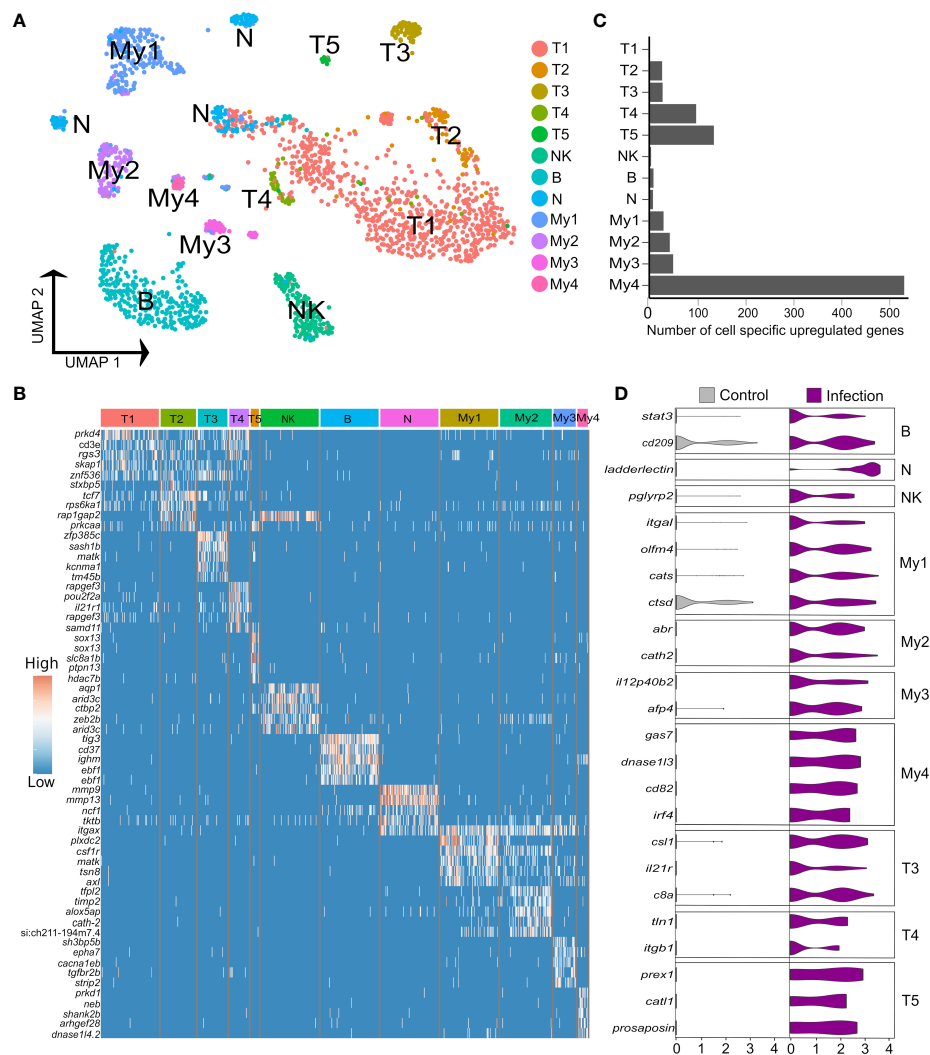 A
My1
N
T5
T3
N
N
T2
My2
My4
T4
T1
My3
B
NK
UMAP 2
UMAP 1
T1
T2
T3
T4
T5
NK
B
N
My1
My2
My3
My4
C
T1
T2
T3
T4
T5
NK
B
N
My1
My2
My3
My4
0 100 200 300 400 500
Number of cell specific upregulated genes
B
T1 T2 T3 T4 T5 NK B N My1 My2 My3 My4
prkd4
cd3e
rgs3
skap1
znf536
stxbp5
tcf7
rps6ka1
rap1gap2
prkcaa
zfp385c
sash1b
matk
kcnma1
tm45b
rapgef3
pou2f2a
il21r1
rapgef3
samd11
sox13
sox13
slc8a1b
ptpn13
hdac7b
aqp1
arid3c
ctbp2
zeb2b
arid3c
tig3
cd37
ighm
ebf1
ebf1
mmp9
mmp13
ncf1
tktb
itgax
plxdc2
csf1r
matk
tsn8
axl
tfpl2
timp2
alox5ap
cath-2
si:ch211-194m7.4
sh3bp5b
epha7
cacna1eb
tgfbr2b
strip2
prkd1
neb
shank2b
arhgef28
dnase1l4.2
High
Low
D
Control Infection
stat3
cd209
B
ladderlectin
N
pglyrp2
NK
itgal
olfm4
cats
ctsd
My1
abr
cath2
My2
il12p40b2
afp4
My3
gas7
dnase1l3
cd82
irf4
My4
csl1
il21r
c8a
T3
tln1
itgb1
T4
prex1
catl1
prosaposin
T5
0 1 2 3 4 0 1 2 3 4